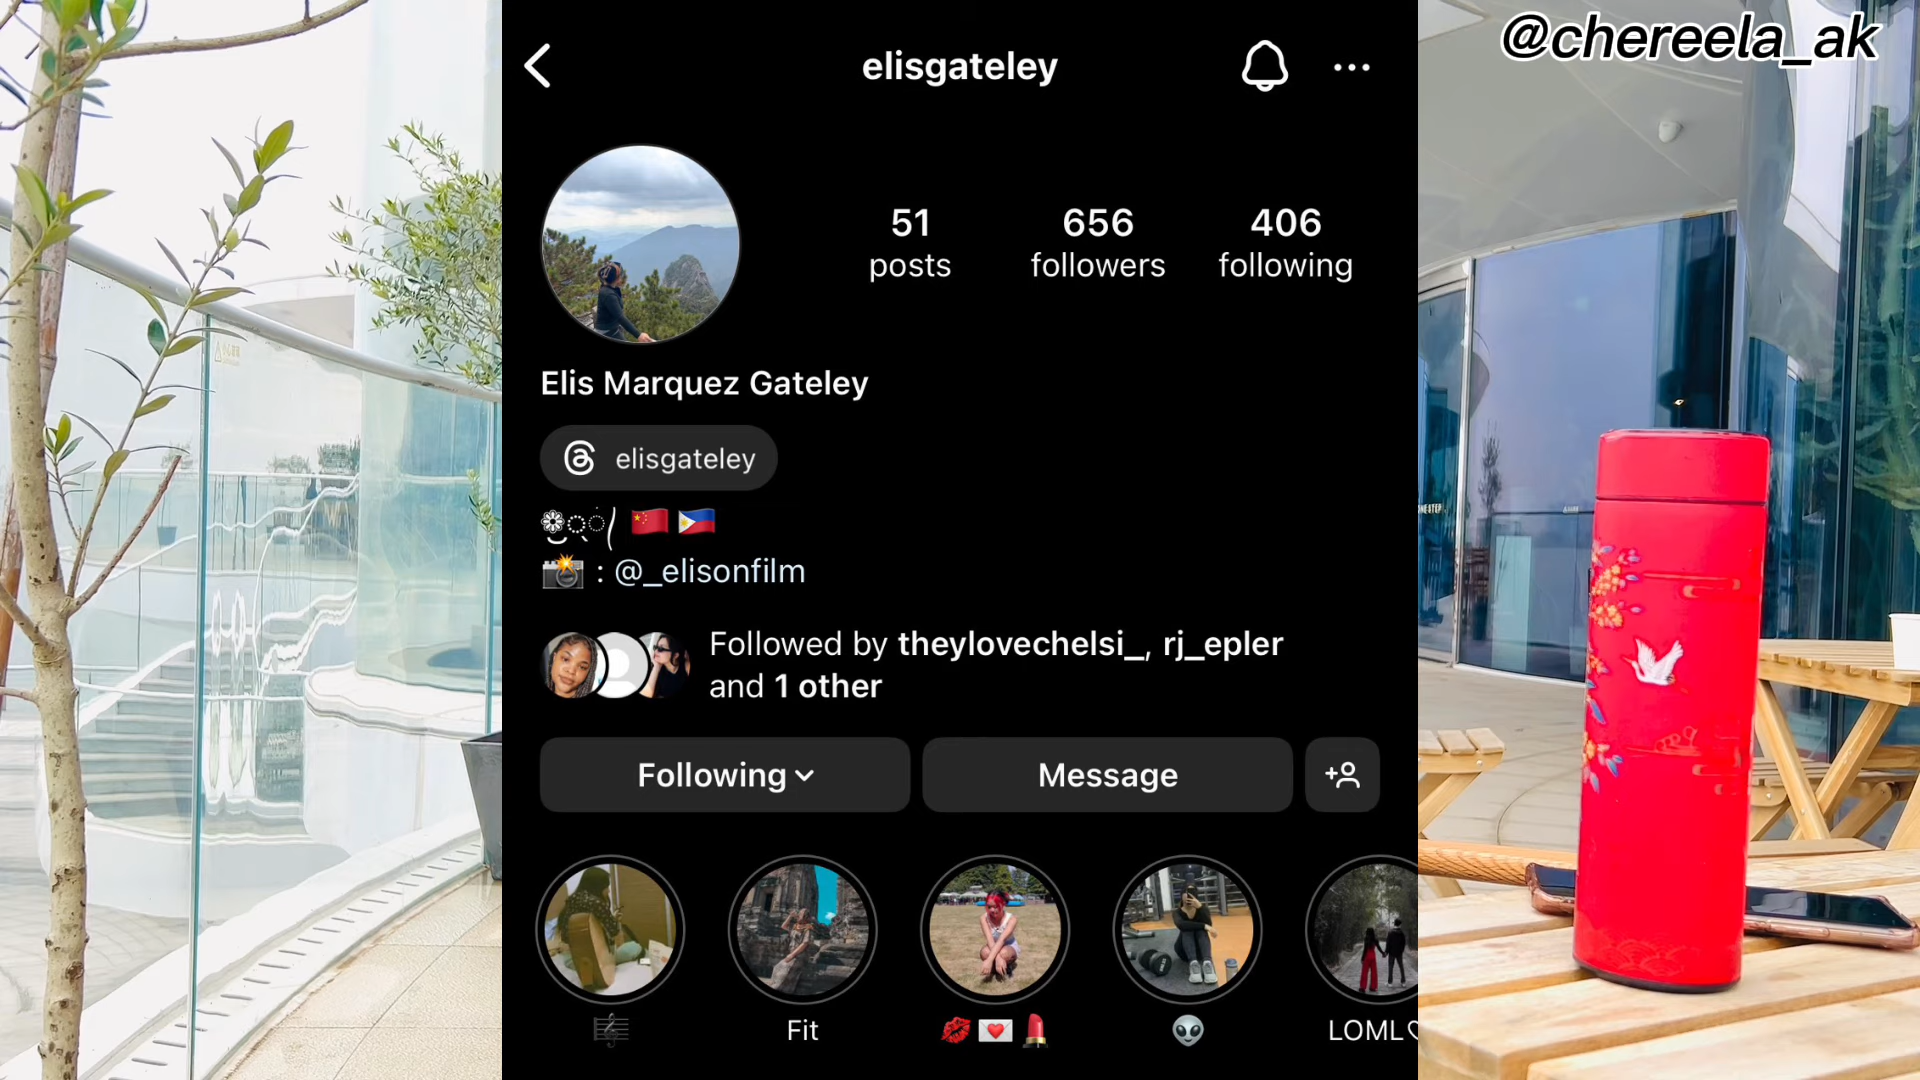 @chereela_ak
elisgateley
51 656 406
posts followers following
Elis Marquez Gateley
elisgateley
: @_elisonfilm
Followed by theylovechelsi_, rj_epler
and 1 other
Following Message
Fit LOML♡